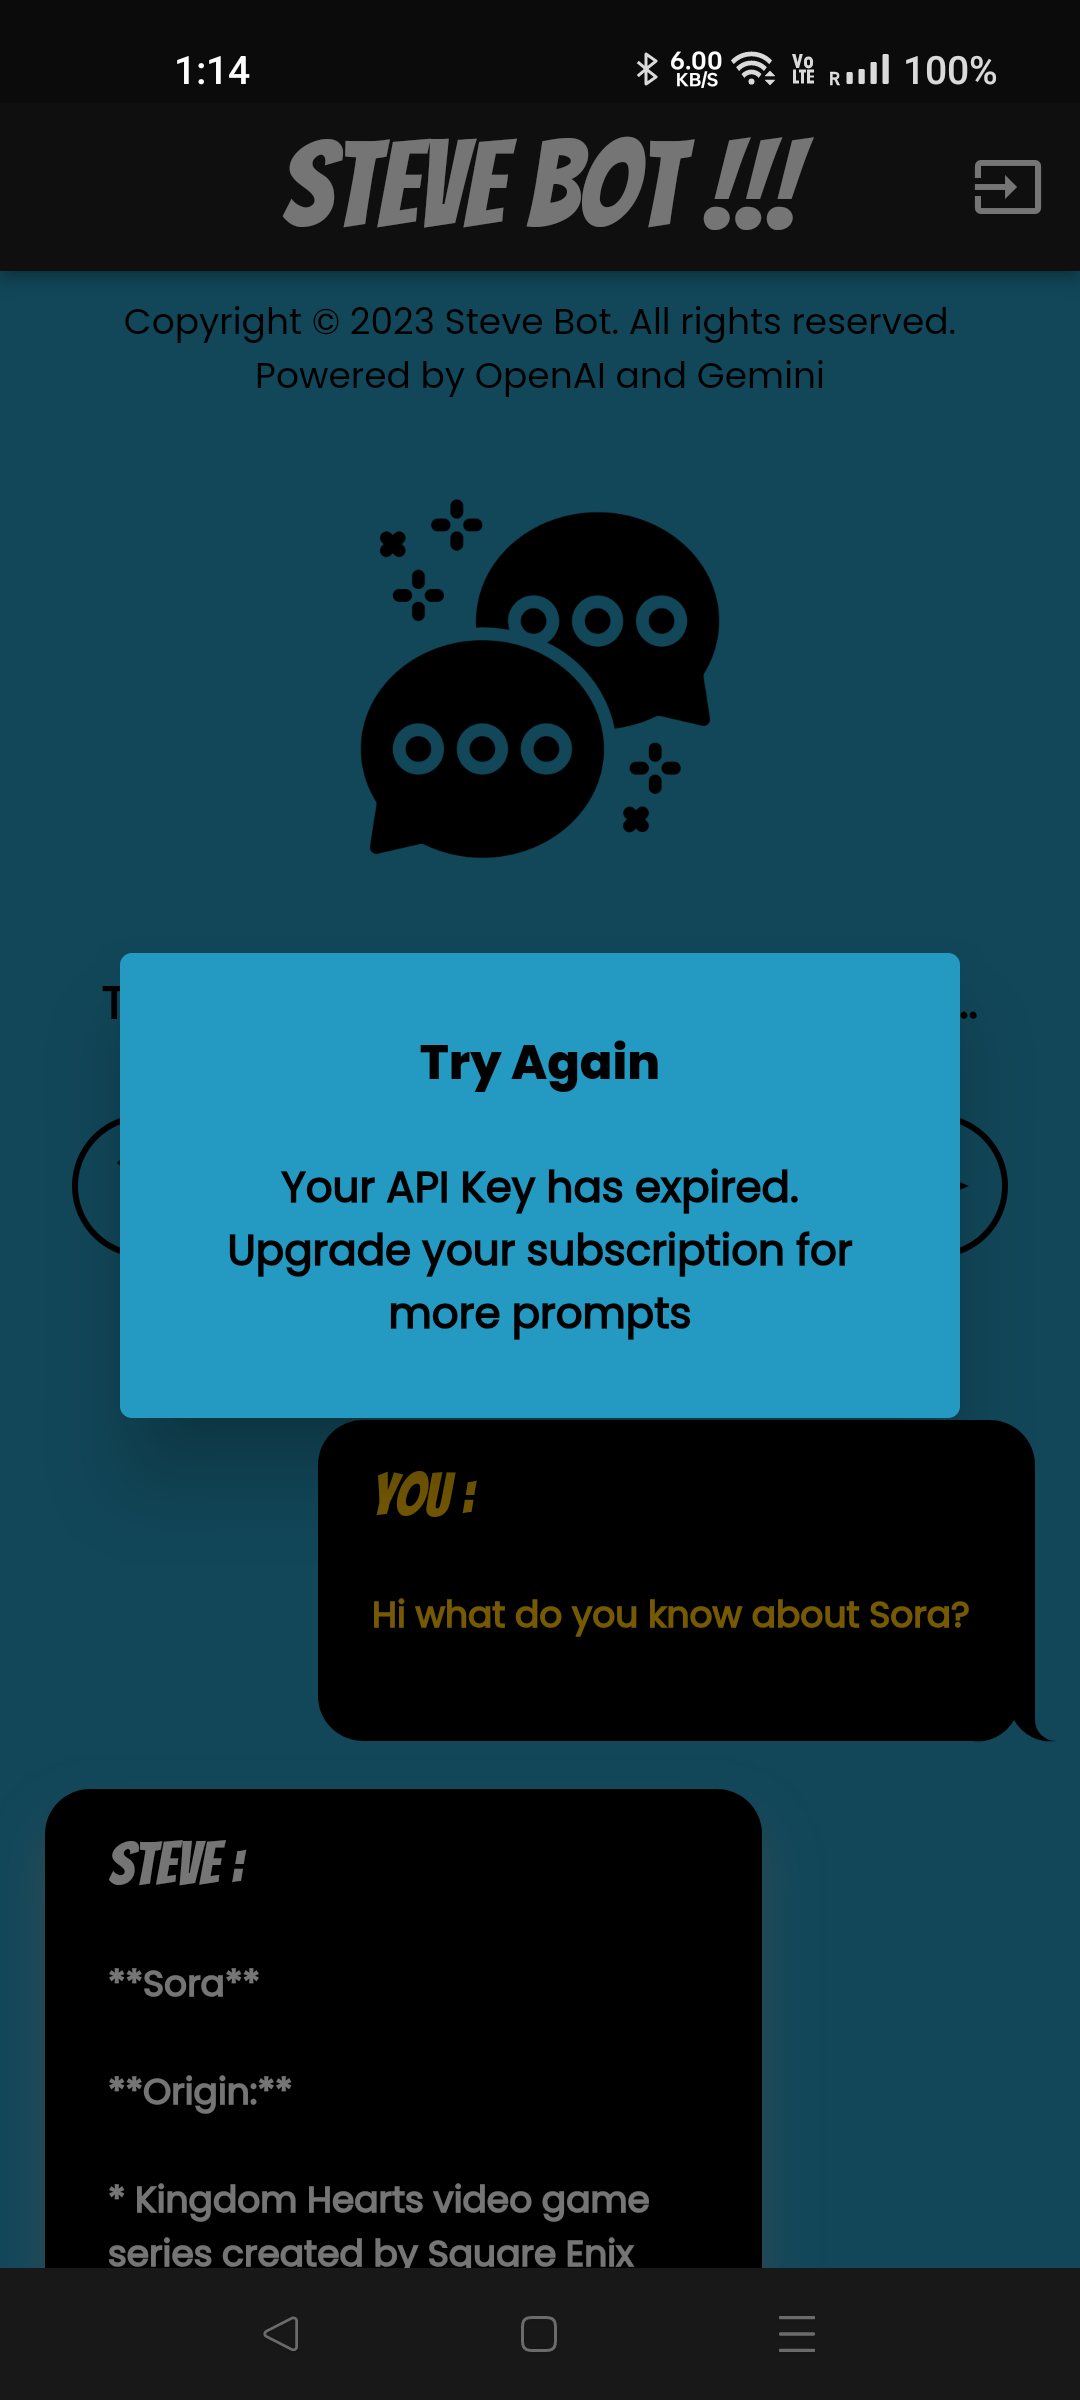 1:14
6.00
KB/S
Vo
LTE
R
100%
STEVE BOT !!!
Copyright © 2023 Steve Bot. All rights reserved.
Powered by OpenAI and Gemini
Try Again
Your API Key has expired.
Upgrade your subscription for
more prompts
YOU :
Hi what do you know about Sora?
STEVE :
**Sora**
**Origin:**
* Kingdom Hearts video game
series created by Square Enix